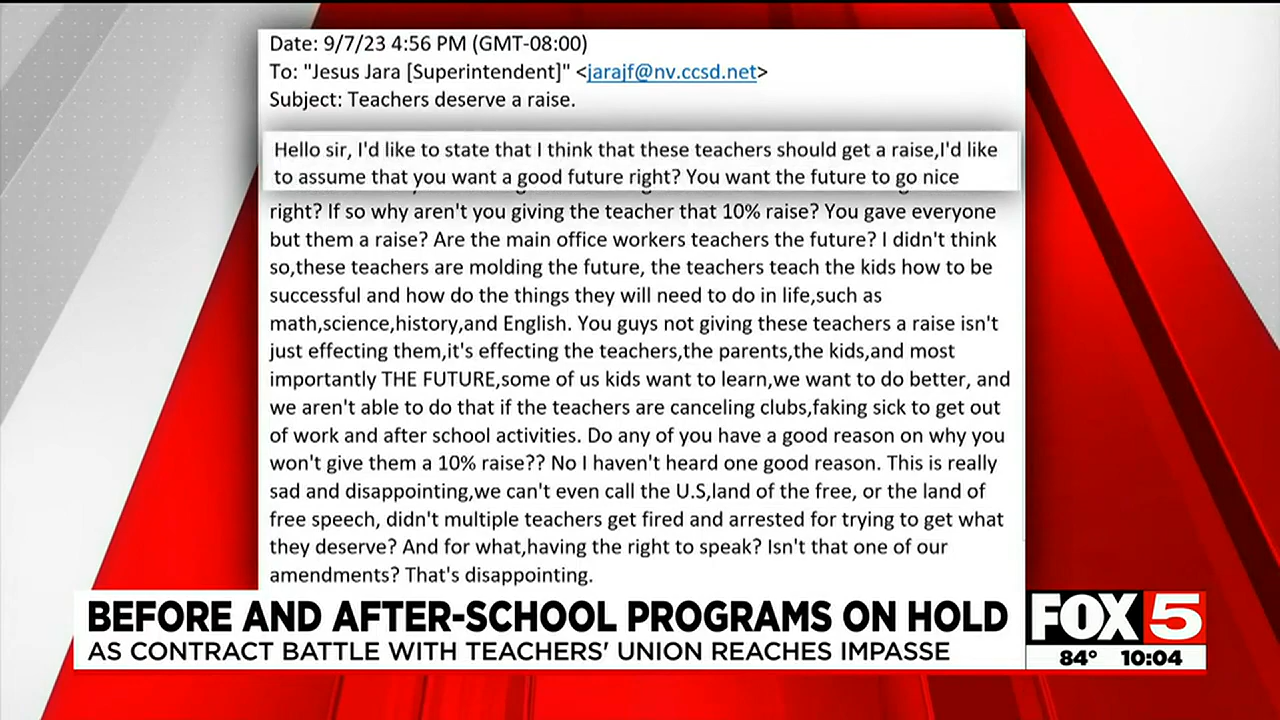 Date: 9/7/23 4:56 PM (GMT-08:00)
To: "Jesus Jara [Superintendent]" <jarajf@nv.ccsd.net>
Subject: Teachers deserve a raise.
Hello sir, I'd like to state that I think that these teachers should get a raise,I'd like
to assume that you want a good future right? You want the future to go nice
right? If so why aren't you giving the teacher that 10% raise? You gave everyone
but them a raise? Are the main office workers teachers the future? I didn't think
so,these teachers are molding the future, the teachers teach the kids how to be
successful and how do the things they will need to do in life,such as
math,science,history,and English. You guys not giving these teachers a raise isn't
just effecting them,it's effecting the teachers,the parents,the kids,and most
importantly THE FUTURE,some of us kids want to learn,we want to do better, and
we aren't able to do that if the teachers are canceling clubs,faking sick to get out
of work and after school activities. Do any of you have a good reason on why you
won't give them a 10% raise?? No I haven't heard one good reason. This is really
sad and disappointing,we can't even call the U.S,land of the free, or the land of
free speech, didn't multiple teachers get fired and arrested for trying to get what
they deserve? And for what,having the right to speak? Isn't that one of our
amendments? That's disappointing.
BEFORE AND AFTER-SCHOOL PROGRAMS ON HOLD
AS CONTRACT BATTLE WITH TEACHERS' UNION REACHES IMPASSE
FOX 5
84° 10:04